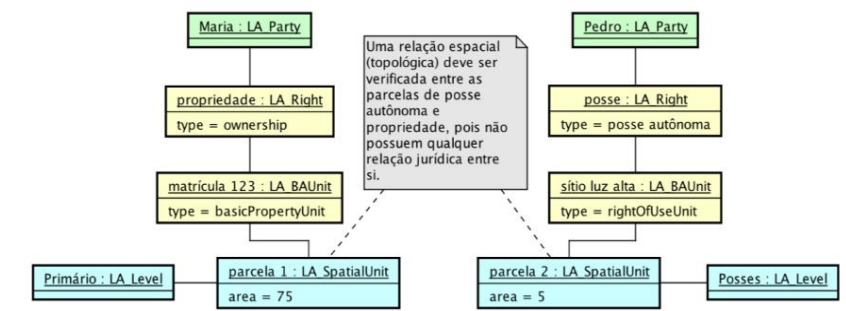 Maria : LA_Party
Pedro : LA_Party
Uma relação espacial
(topológica) deve ser
verificada entre as
parcelas de posse
autônoma e
propriedade, pois não
possuem qualquer
relação jurídica entre
si.
propriedade : LA_Right
type = ownership
posse : LA_Right
type = posse autônoma
matrícula 123 : LA_BAUnit
type = basicPropertyUnit
sítio luz alta : LA_BAUnit
type = rightOfUseUnit
Primário : LA_Level
parcela 1 : LA_SpatialUnit
area = 75
parcela 2 : LA_SpatialUnit
area = 5
Posses : LA_Level